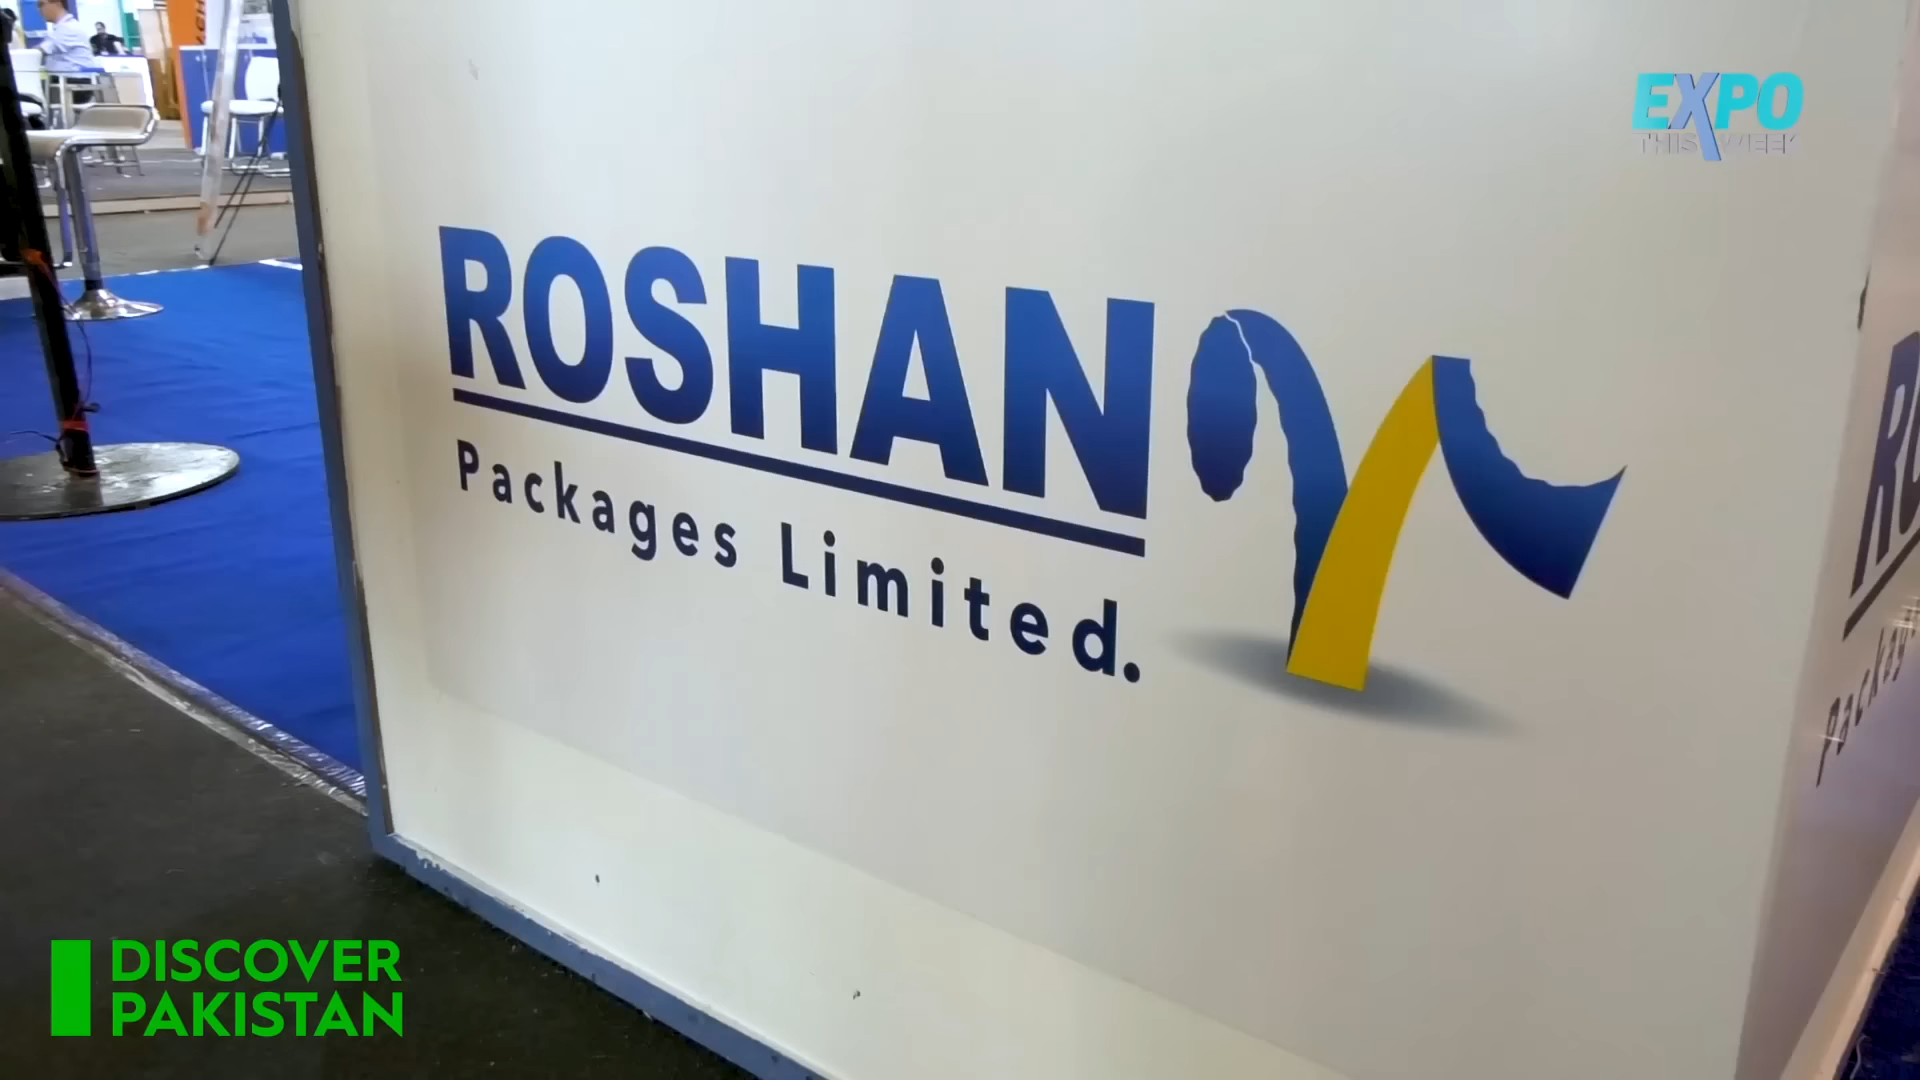 EXPO
THIS WEEK
ROSHAN
Packages Limited.
DISCOVER
PAKISTAN